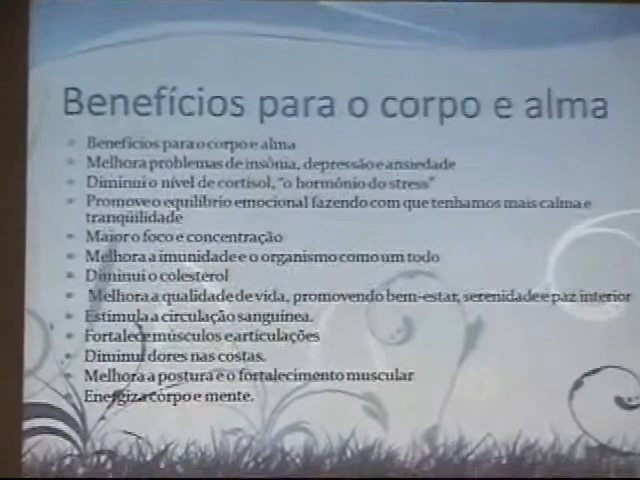 Benefícios para o corpo e alma
Beneficios para o corpo e alma
Melhora problemas de insônia, depressão e ansiedade
Diminui o nível de cortisol, "o hormônio do stress"
Promove o equilíbrio emocional fazendo com que tenhamos mais calma e
tranqüilidade
Maior o foco e concentração
Melhora a imunidade e o organismo como um todo
Diminui o colesterol
Melhora a qualidade de vida, promovendo bem-estar, serenidade e paz interior
Estimula a circulação sanguínea.
Fortalece músculos e articulações
Diminui dores nas costas.
Melhora a postura e o fortalecimento muscular
Energiza corpo e mente.